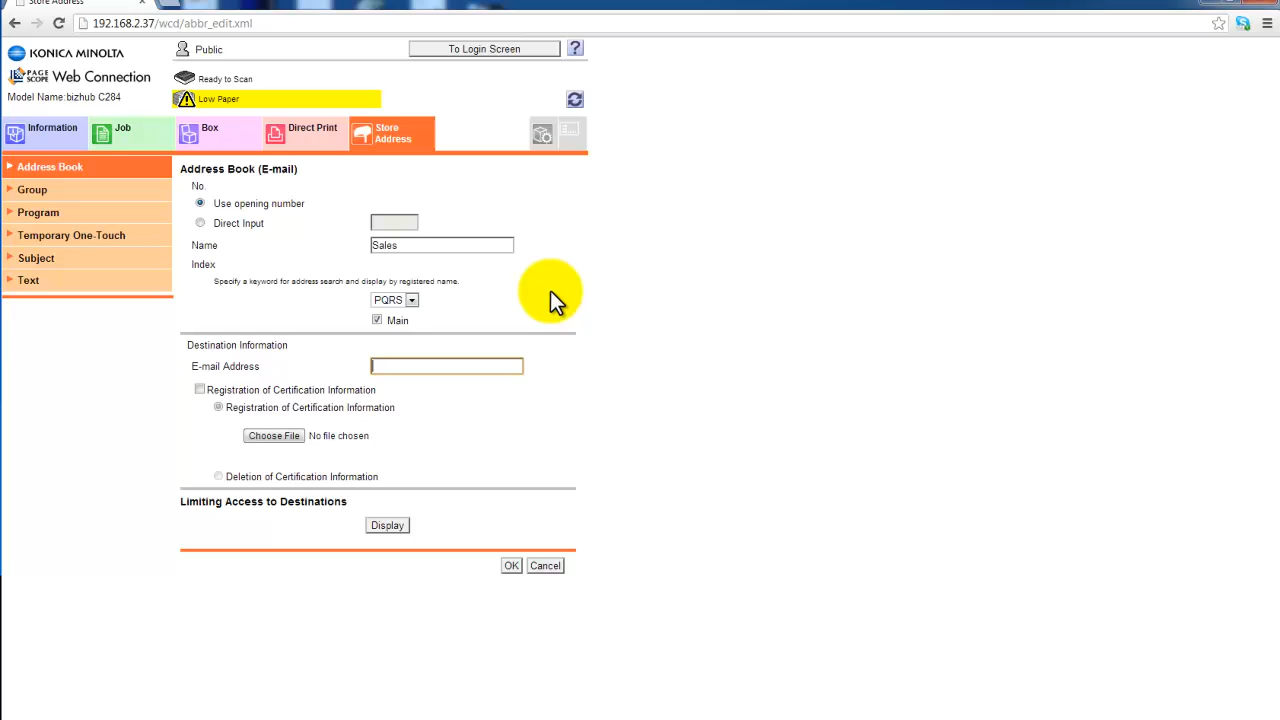 Store Address
192.168.2.37/wcd/abbr_edit.xml
KONICA MINOLTA
Public
To Login Screen
?
PAGE SCOPE Web Connection
Ready to Scan
Model Name:bizhub C284
Low Paper
Information
Job
Box
Direct Print
Store
Address
Address Book
Group
Program
Temporary One-Touch
Subject
Text
Address Book (E-mail)
No.
Use opening number
Direct Input
Name
Sales
Index
Specify a keyword for address search and display by registered name.
PQRS
Main
Destination Information
E-mail Address
Registration of Certification Information
Registration of Certification Information
Choose File No file chosen
Deletion of Certification Information
Limiting Access to Destinations
Display
OK
Cancel